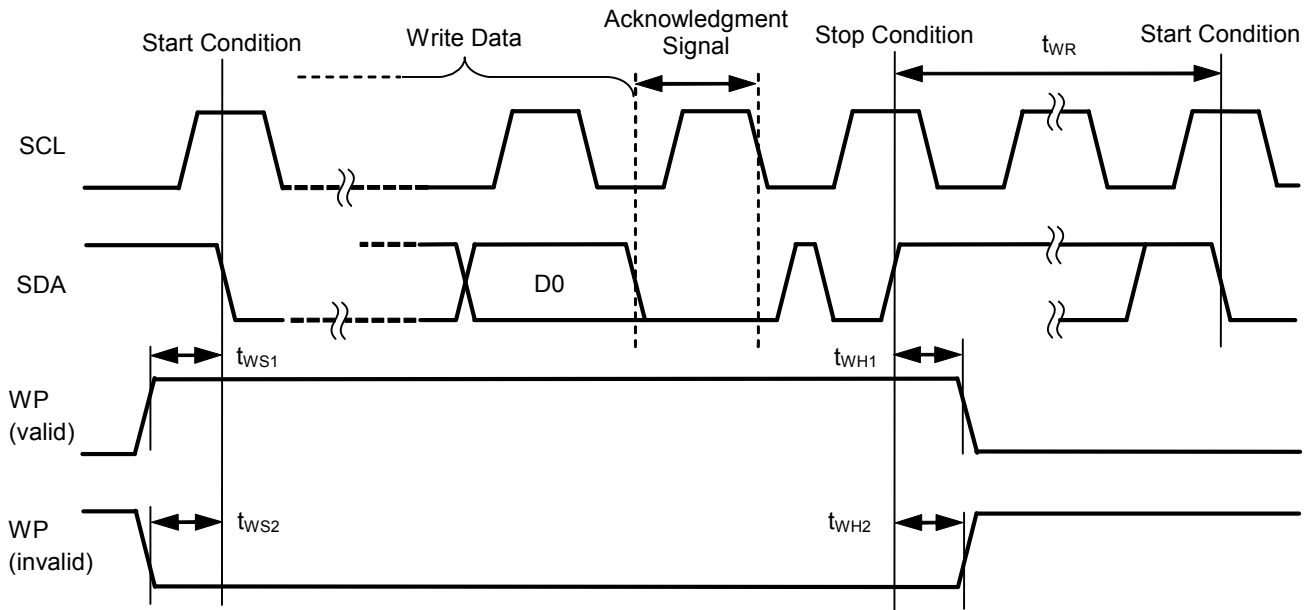 Start Condition
Write Data
Acknowledgment
Signal
Stop Condition
tWR
Start Condition
SCL
SDA
D0
tWS1
tWH1
WP
(valid)
tWS2
tWH2
WP
(invalid)